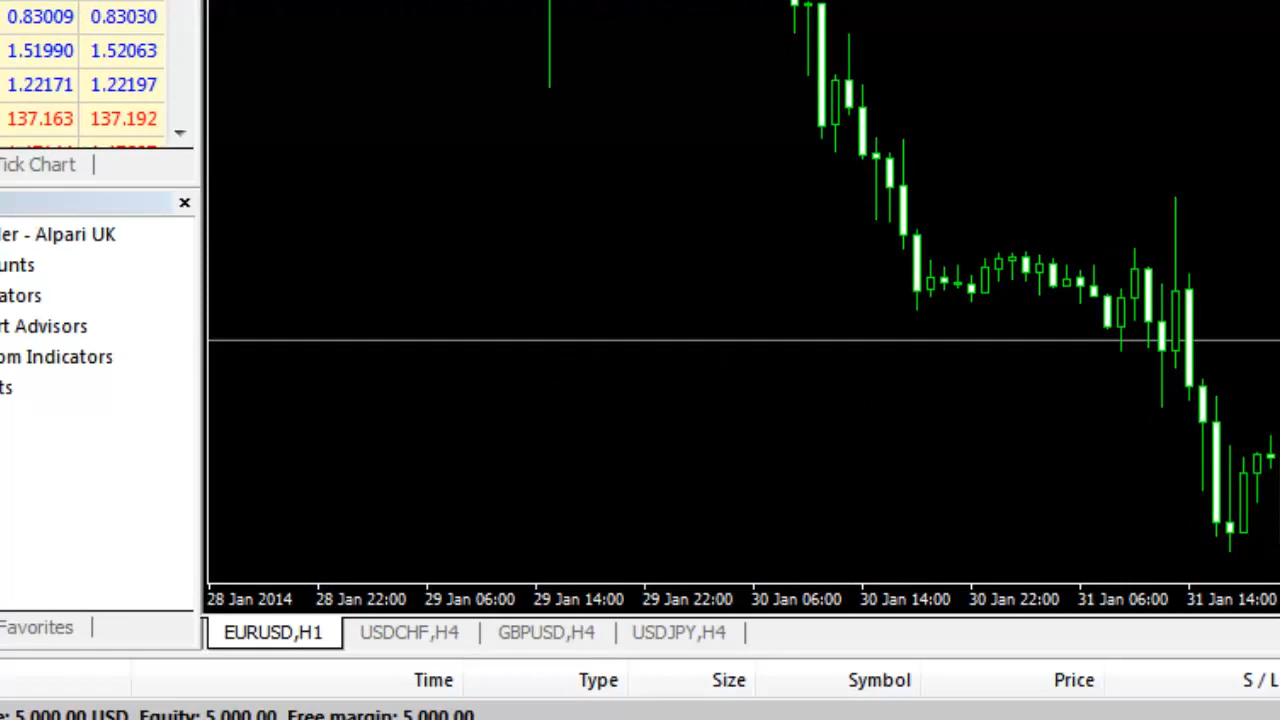 0.83009 0.83030
1.51990 1.52063
1.22171 1.22197
137.163 137.192
Tick Chart
ler - Alpari UK
unts
ators
rt Advisors
om Indicators
ts
Favorites
28 Jan 2014 28 Jan 22:00 29 Jan 06:00 29 Jan 14:00 29 Jan 22:00 30 Jan 06:00 30 Jan 14:00 30 Jan 22:00 31 Jan 06:00 31 Jan 14:00
EURUSD,H1 USDCHF,H4 GBPUSD,H4 USDJPY,H4
Time Type Size Symbol Price S / L
e: 5 000.00 USD Equity: 5 000.00 Free margin: 5 000.00